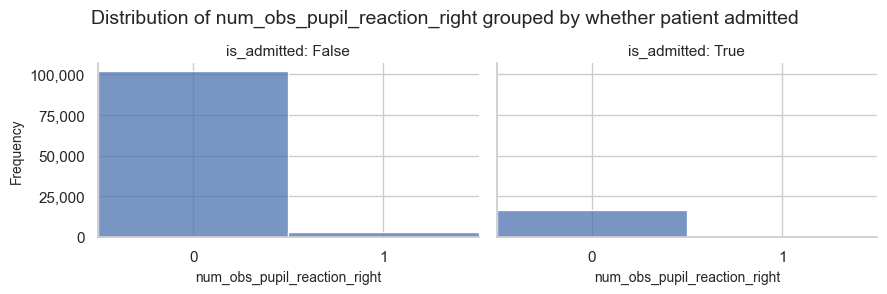 Distribution of num_obs_pupil_reaction_right grouped by whether patient admitted
is_admitted: False
is_admitted: True
Frequency
100,000
75,000
50,000
25,000
0
0 1
0 1
num_obs_pupil_reaction_right
num_obs_pupil_reaction_right